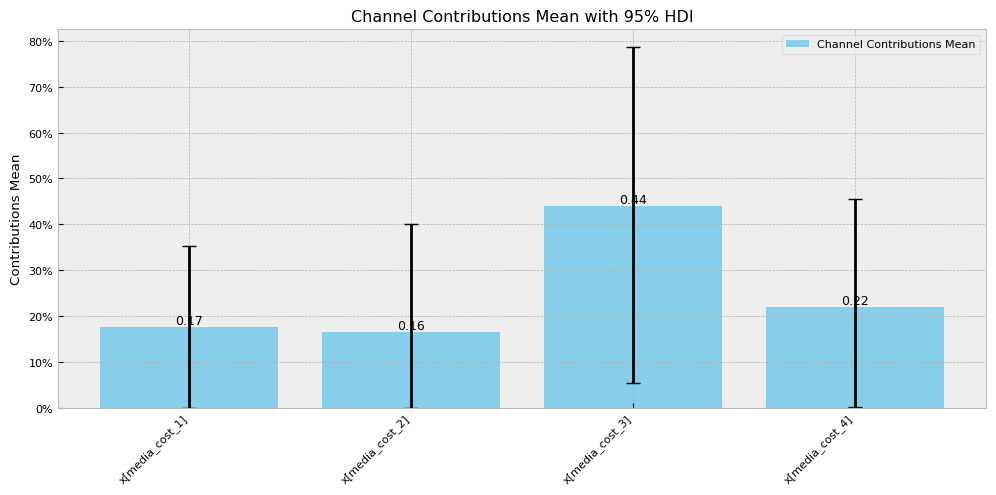 Channel Contributions Mean with 95% HDI
Channel Contributions Mean
Contributions Mean
80%
70%
60%
50%
40%
30%
20%
10%
0%
0.17
0.16
0.44
0.22
x[media_cost_1]
x[media_cost_2]
x[media_cost_3]
x[media_cost_4]